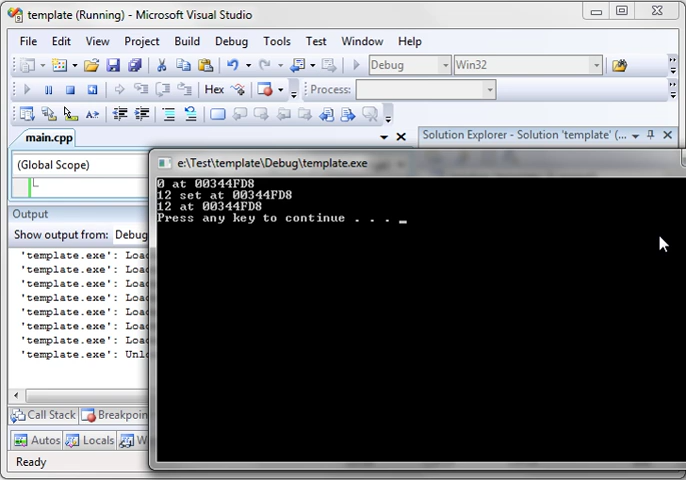 template (Running) - Microsoft Visual Studio
File Edit View Project Build Debug Tools Test Window Help
Debug Win32
Hex Process:
main.cpp
Solution Explorer - Solution 'template'
(Global Scope)
e:\Test\template\Debug\template.exe
0 at 00344FD8
12 set at 00344FD8
12 at 00344FD8
Press any key to continue . . . _
Output
Show output from: Debug
'template.exe': Loa
'template.exe': Loa
'template.exe': Loa
'template.exe': Loa
'template.exe': Loa
'template.exe': Loa
'template.exe': Loa
'template.exe': Unlo
Call Stack Breakpoin
Autos Locals W
Ready